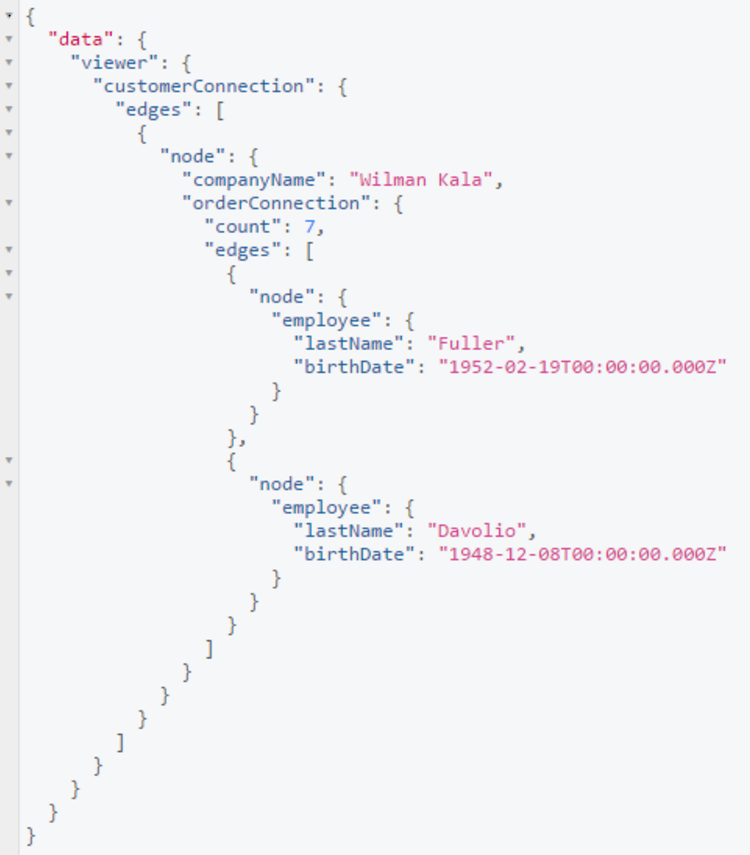 {
  "data": {
    "viewer": {
      "customerConnection": {
        "edges": [
          {
            "node": {
              "companyName": "Wilman Kala",
              "orderConnection": {
                "count": 7,
                "edges": [
                  {
                    "node": {
                      "employee": {
                        "lastName": "Fuller",
                        "birthDate": "1952-02-19T00:00:00.000Z"
                      }
                    }
                  },
                  {
                    "node": {
                      "employee": {
                        "lastName": "Davolio",
                        "birthDate": "1948-12-08T00:00:00.000Z"
                      }
                    }
                  }
                ]
              }
            }
          }
        ]
      }
    }
  }
}